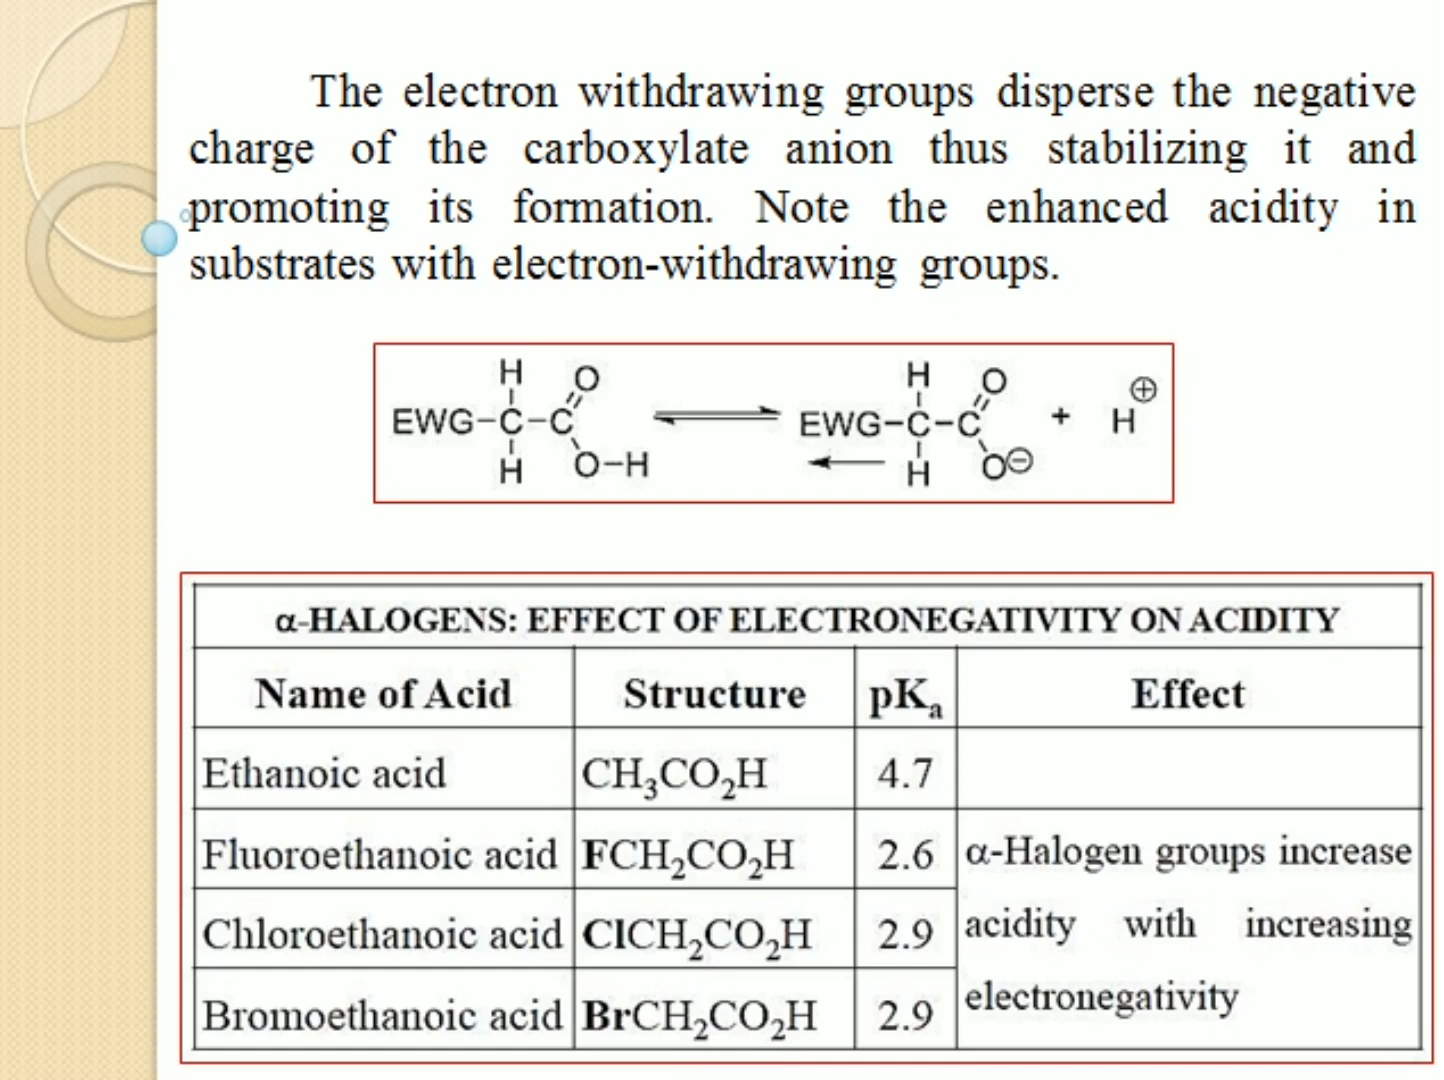 The electron withdrawing groups disperse the negative
charge of the carboxylate anion thus stabilizing it and
promoting its formation. Note the enhanced acidity in
substrates with electron-withdrawing groups.
H O H O ⊕
EWG–C–C ⇌ EWG–C–C + H
H O–H ← H O⊖
α-HALOGENS: EFFECT OF ELECTRONEGATIVITY ON ACIDITY
Name of Acid Structure pKₐ Effect
Ethanoic acid CH₃CO₂H 4.7
Fluoroethanoic acid FCH₂CO₂H 2.6 α-Halogen groups increase
Chloroethanoic acid ClCH₂CO₂H 2.9 acidity with increasing
Bromoethanoic acid BrCH₂CO₂H 2.9 electronegativity